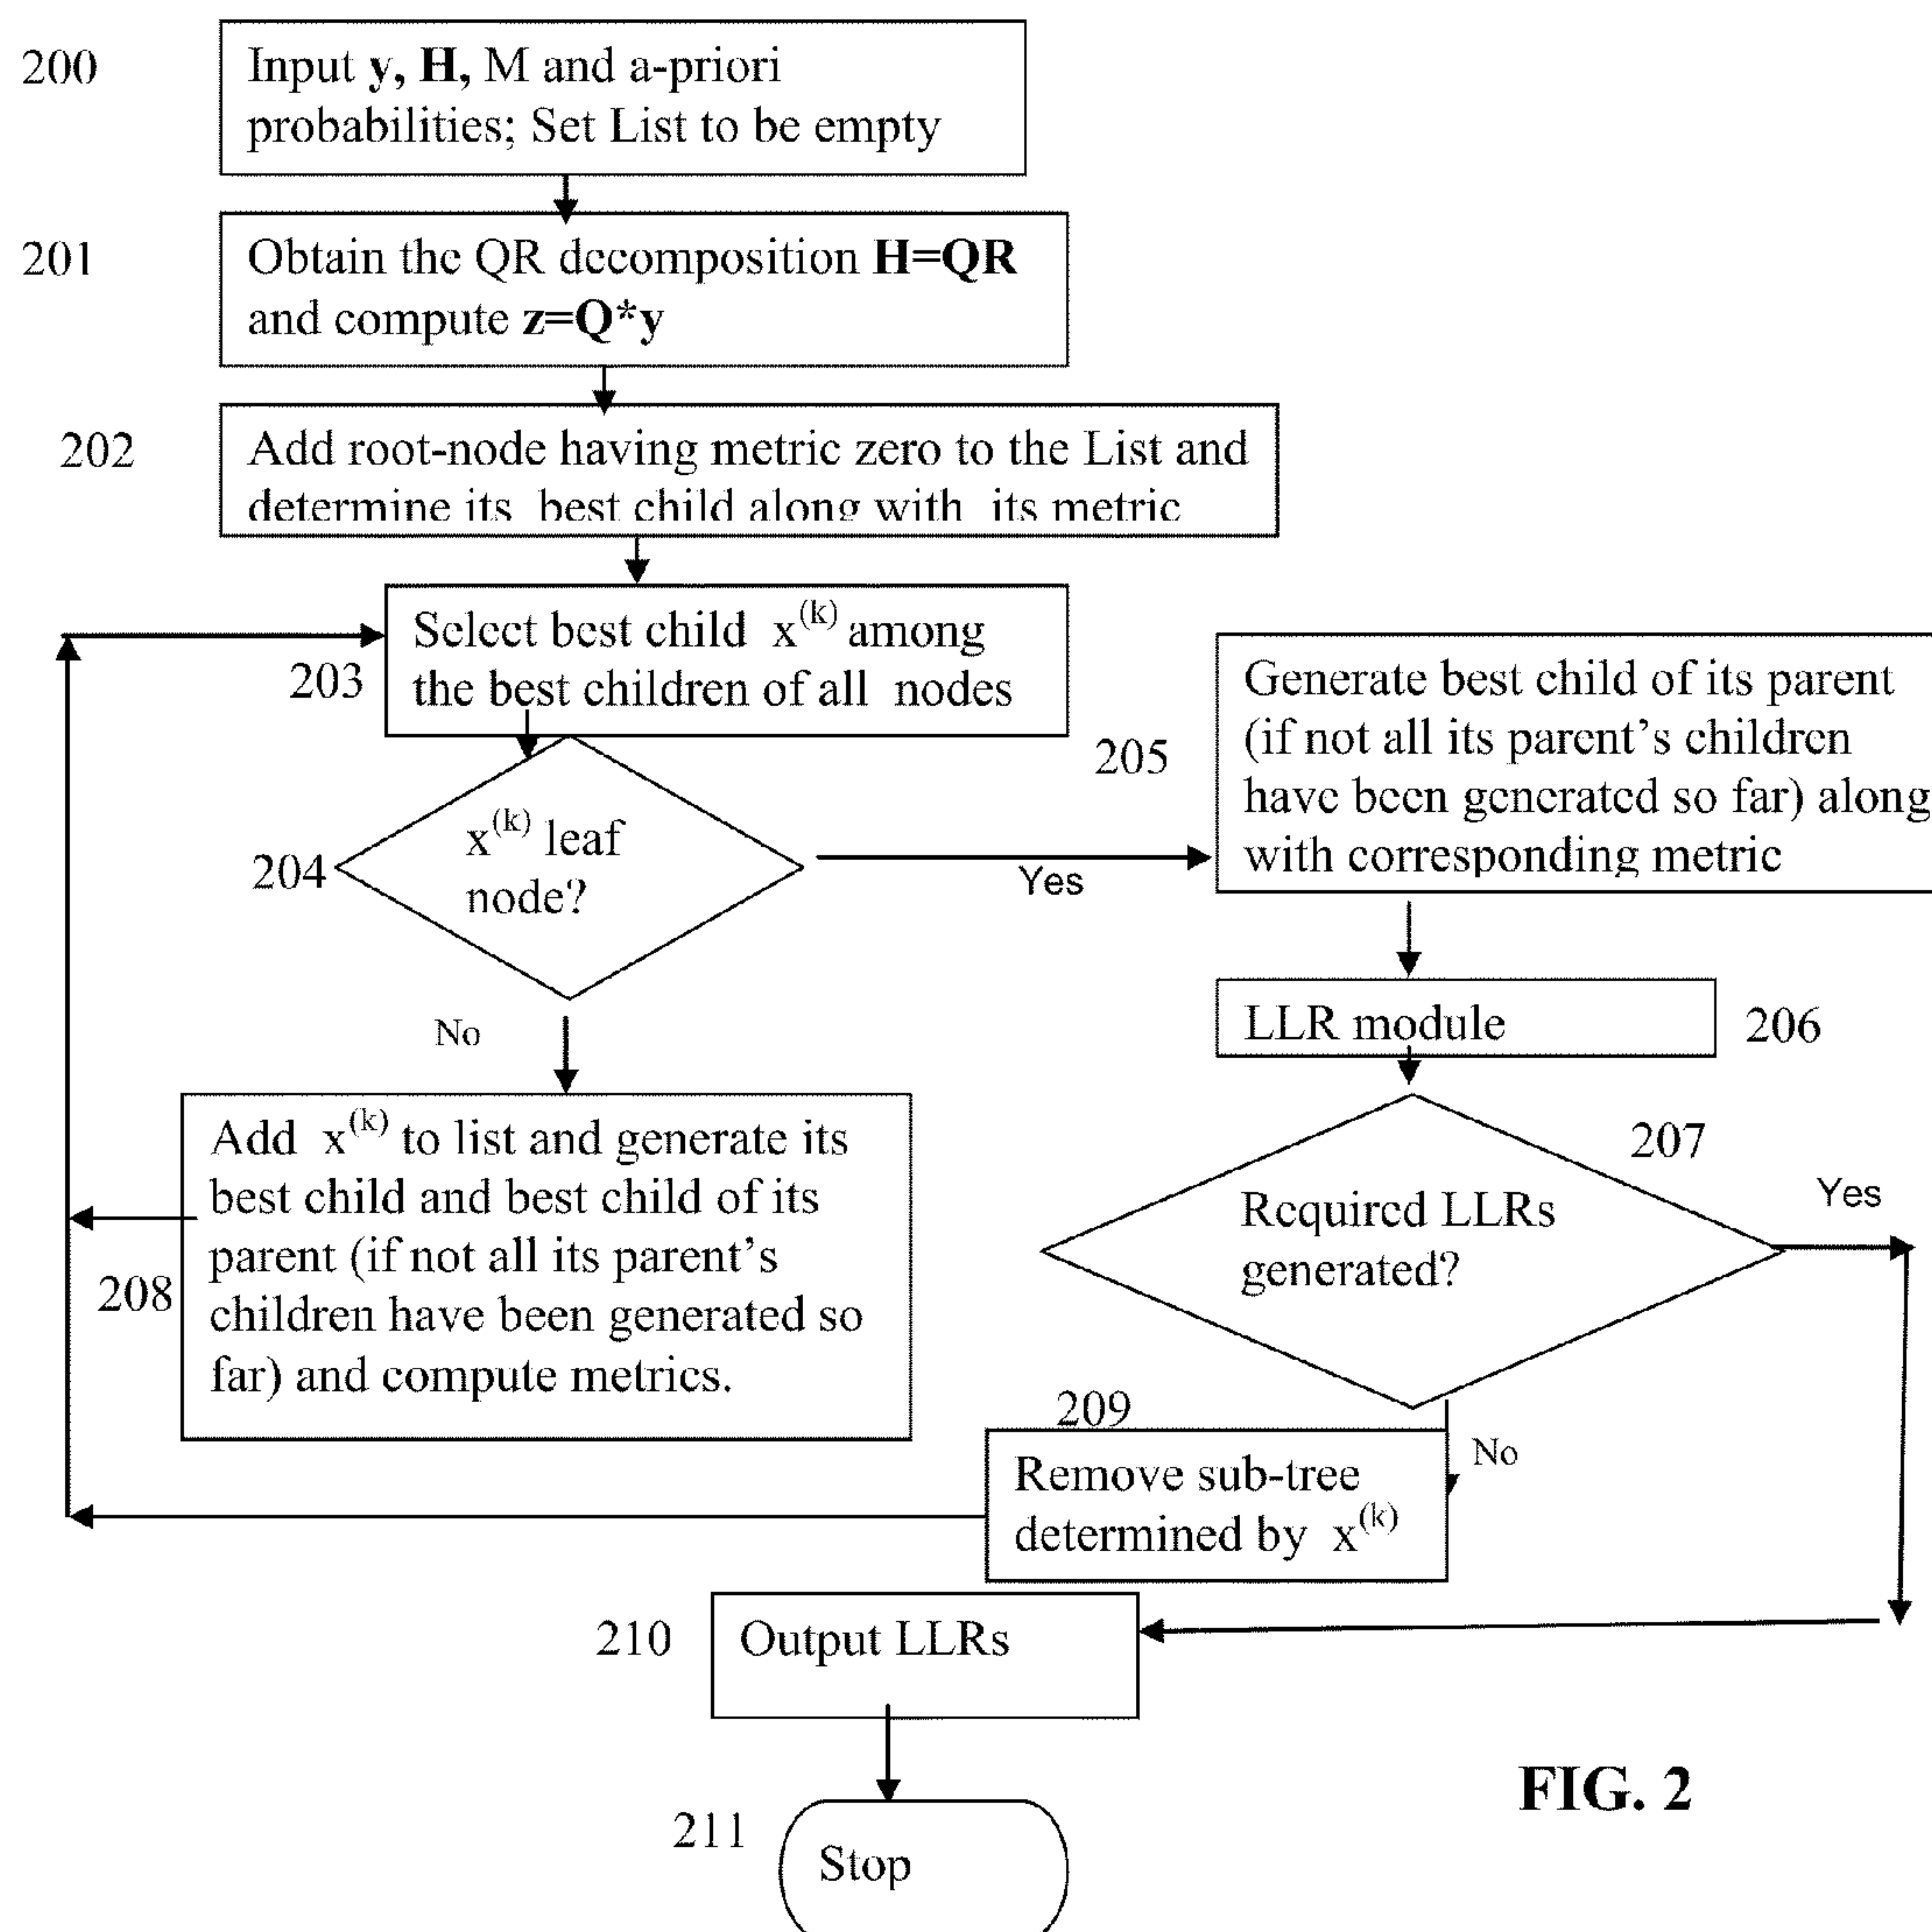 200
Input y, H, M and a-priori
probabilities; Set List to be empty
201
Obtain the QR decomposition H=QR
and compute z=Q*y
202
Add root-node having metric zero to the List and
determine its best child along with its metric
203
Select best child x^(k) among
the best children of all nodes
204
x^(k) leaf
node?
Yes
No
205
Generate best child of its parent
(if not all its parent's children
have been generated so far) along
with corresponding metric
LLR module
206
207
Required LLRs
generated?
Yes
No
208
Add x^(k) to list and generate its
best child and best child of its
parent (if not all its parent's
children have been generated so
far) and compute metrics.
209
Remove sub-tree
determined by x^(k)
210
Output LLRs
211
Stop
FIG. 2